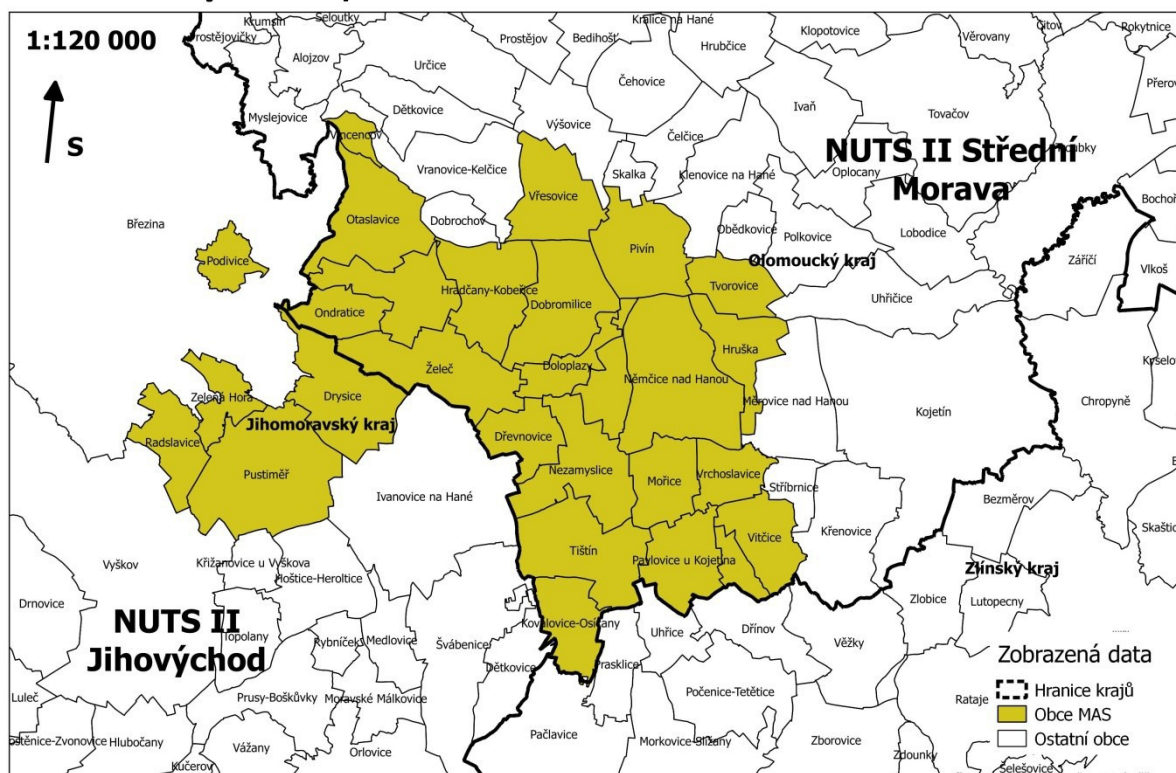 1:120 000
S
Krumsín
Prostějovičky
Seloutky
Alojzov
Určice
Prostějov
Bedihošť
Kralice na Hané
Hrubčice
Klopotovice
Věrovany
Citov
Rokytnice
Čehovice
Myslejovice
Dětkovice
Výšovice
Čelčice
Ivaň
Tovačov
Vincencov
Vranovice-Kelčice
Skalka
Klenovice na Hané
Oplocany
NUTS II Střední
Morava
Březina
Otaslavice
Dobrochov
Vřesovice
Obědkovice
Polkovice
Lobodice
Bochoř
Podivice
Pivín
Olomoucký kraj
Záříčí
Vlkoš
Hradčany-Kobeřice
Dobromilice
Tvorovice
Uhřičice
Ondratice
Hruška
Želeč
Doloplazy
Němčice nad Hanou
Měrovice nad Hanou
Kojetín
Chropyně
Zelená Hora
Drysice
Jihomoravský kraj
Radslavice
Dřevnovice
Pustiměř
Ivanovice na Hané
Nezamyslice
Mořice
Vrchoslavice
Stříbrnice
Křenovice
Bezměrov
Vyškov
Křižanovice u Vyškova
Hoštice-Heroltice
Tištín
Pavlovice u Kojetína
Vitčice
Zlínský kraj
Drnovice
NUTS II
Jihovýchod
Topolany
Rybníček
Medlovice
Švábenice
Koválovice-Osíčany
Uhřice
Dřínov
Věžky
Zlobice
Lutopecny
Luleč
Prusy-Boškůvky
Moravské Málkovice
Dětkovice
Prasklice
Počenice-Tetětice
Rataje
Hlubočany
Vážany
Orlovice
Pačlavice
Morkovice-Slížany
Zborovice
Zdounky
Kučerov
Šelešovice
Zobrazená data
Hranice krajů
Obce MAS
Ostatní obce